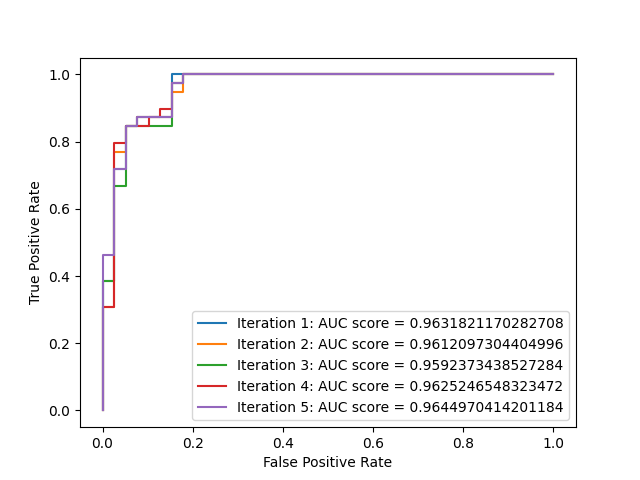 1.0
0.8
0.6
0.4
0.2
0.0
True Positive Rate
Iteration 1: AUC score = 0.9631821170282708
Iteration 2: AUC score = 0.9612097304404996
Iteration 3: AUC score = 0.9592373438527284
Iteration 4: AUC score = 0.9625246548323472
Iteration 5: AUC score = 0.9644970414201184
0.0 0.2 0.4 0.6 0.8 1.0
False Positive Rate